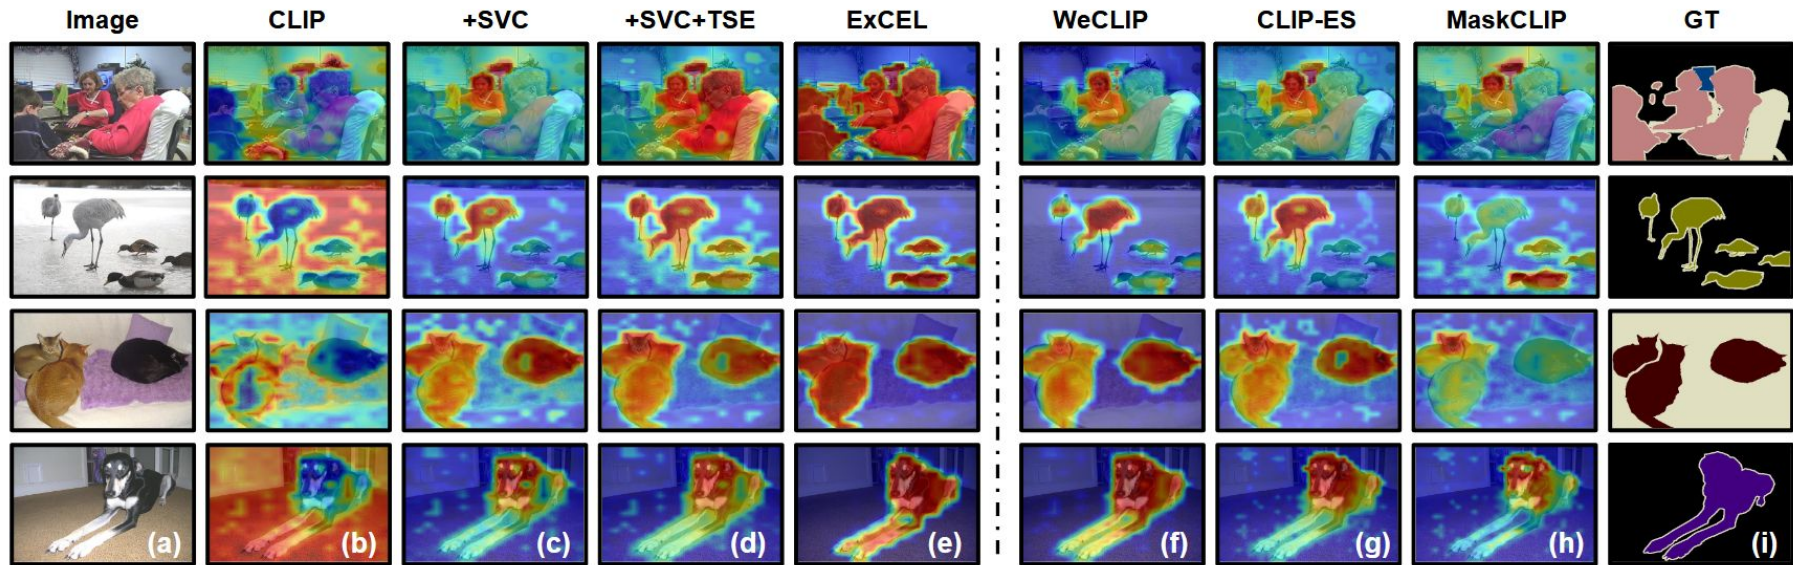 Image CLIP +SVC +SVC+TSE ExCEL WeCLIP CLIP-ES MaskCLIP GT
(a) (b) (c) (d) (e) (f) (g) (h) (i)